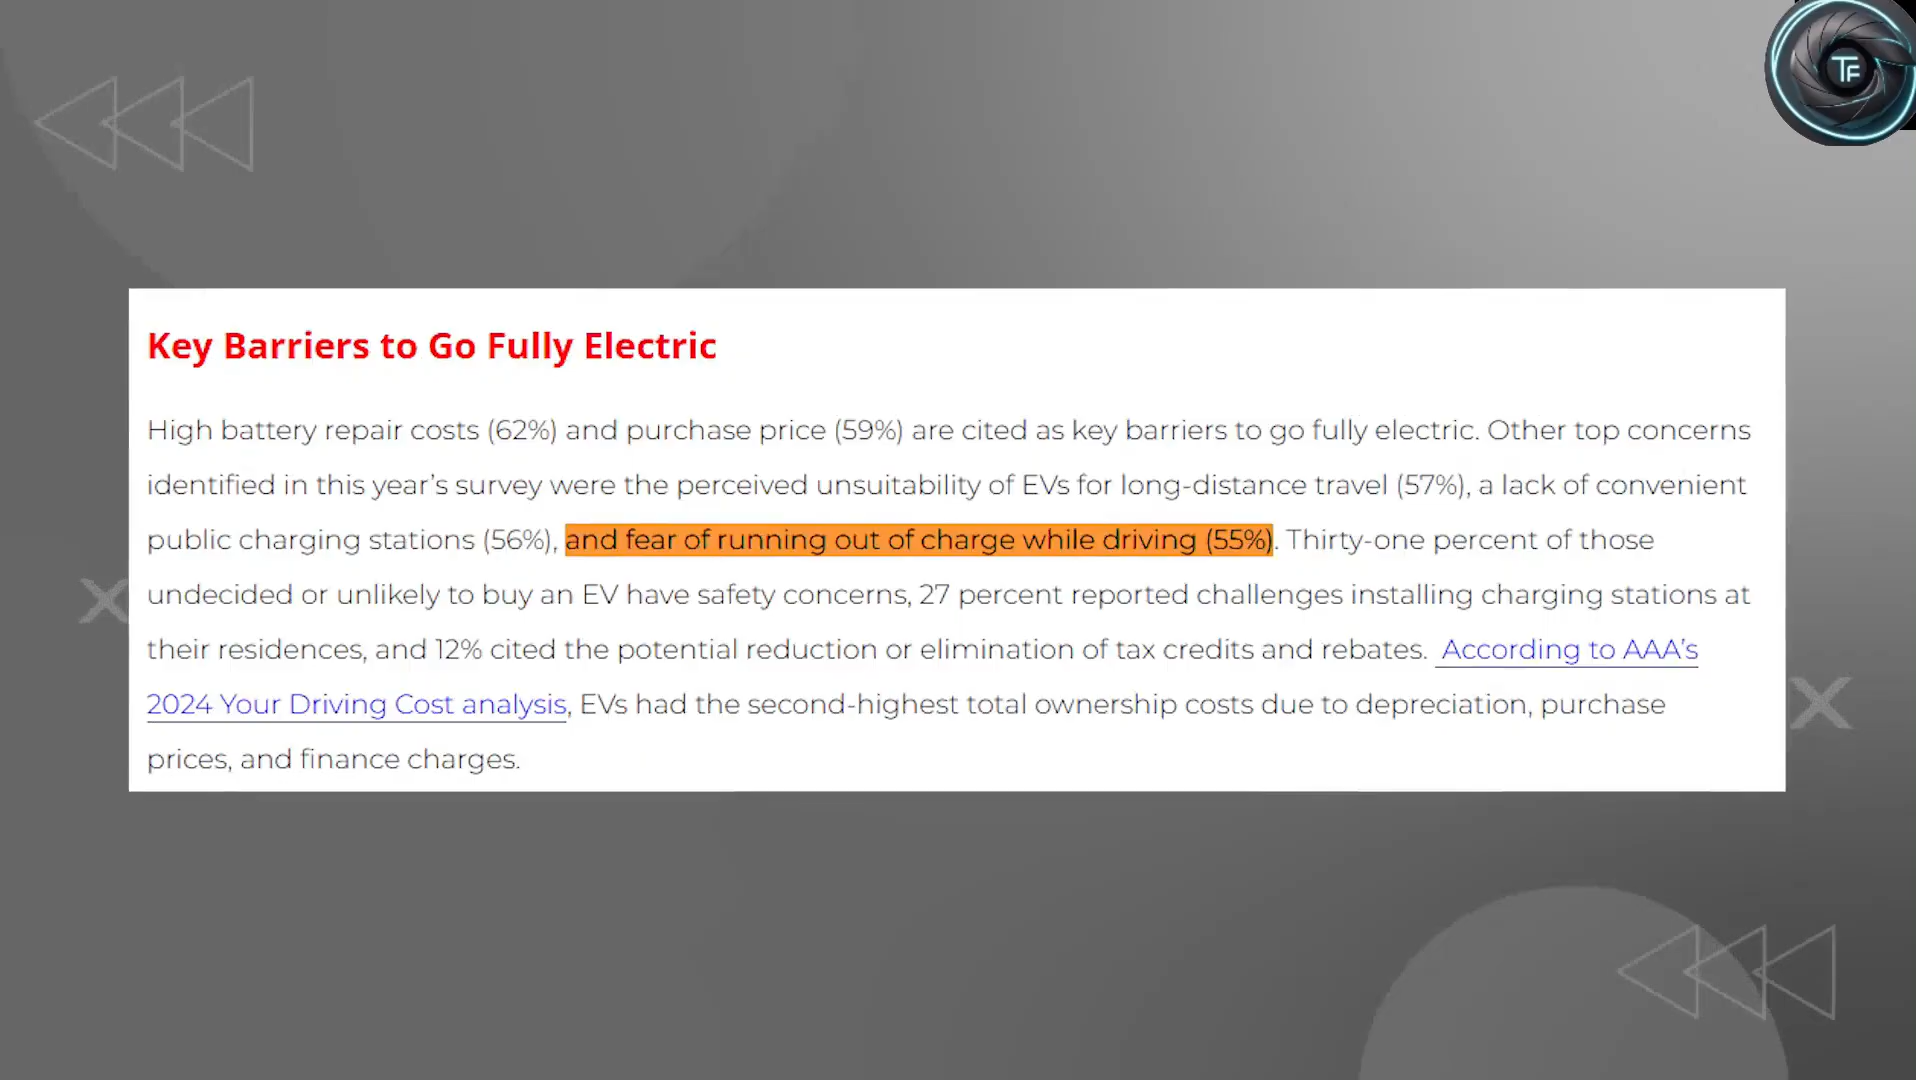 TF
Key Barriers to Go Fully Electric
High battery repair costs (62%) and purchase price (59%) are cited as key barriers to go fully electric. Other top concerns
identified in this year’s survey were the perceived unsuitability of EVs for long-distance travel (57%), a lack of convenient
public charging stations (56%), and fear of running out of charge while driving (55%). Thirty-one percent of those
undecided or unlikely to buy an EV have safety concerns, 27 percent reported challenges installing charging stations at
their residences, and 12% cited the potential reduction or elimination of tax credits and rebates. According to AAA’s
2024 Your Driving Cost analysis, EVs had the second-highest total ownership costs due to depreciation, purchase
prices, and finance charges.